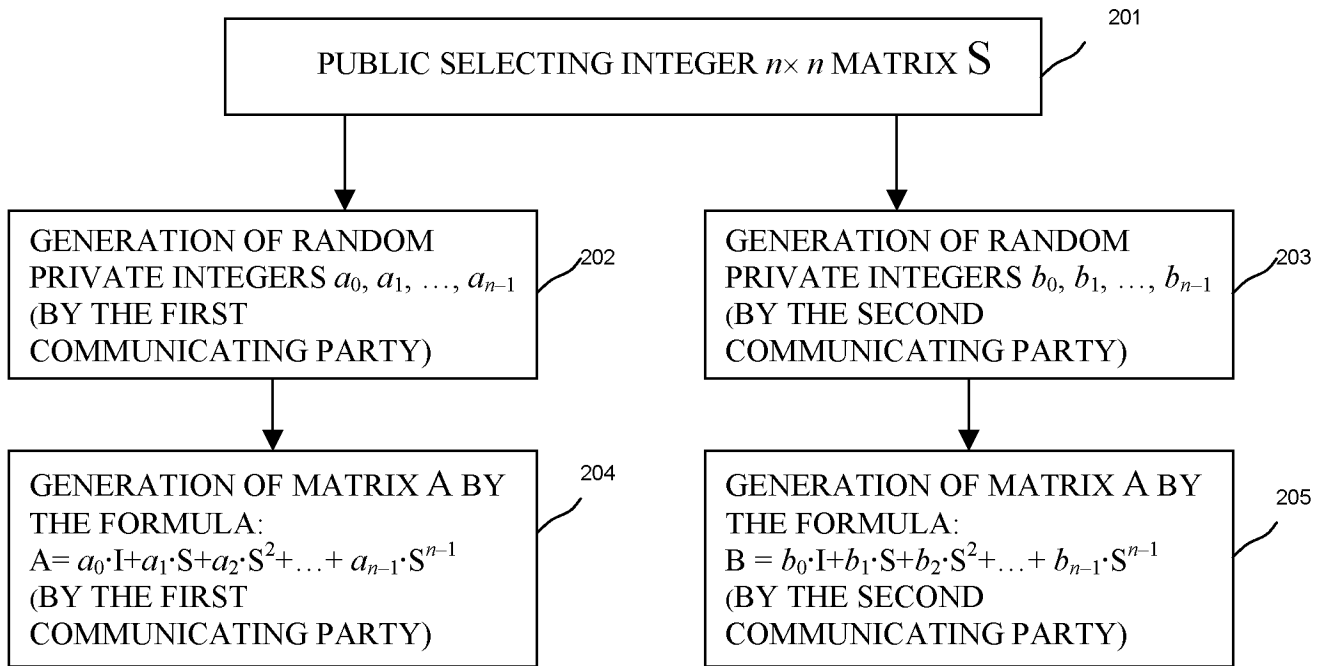 201
PUBLIC SELECTING INTEGER n× n MATRIX S
GENERATION OF RANDOM
PRIVATE INTEGERS a₀, a₁, …, aₙ₋₁
(BY THE FIRST
COMMUNICATING PARTY)
202
GENERATION OF RANDOM
PRIVATE INTEGERS b₀, b₁, …, bₙ₋₁
(BY THE SECOND
COMMUNICATING PARTY)
203
GENERATION OF MATRIX A BY
THE FORMULA:
A= a₀·I+a₁·S+a₂·S²+…+ aₙ₋₁·Sⁿ⁻¹
(BY THE FIRST
COMMUNICATING PARTY)
204
GENERATION OF MATRIX A BY
THE FORMULA:
B = b₀·I+b₁·S+b₂·S²+…+ bₙ₋₁·Sⁿ⁻¹
(BY THE SECOND
COMMUNICATING PARTY)
205